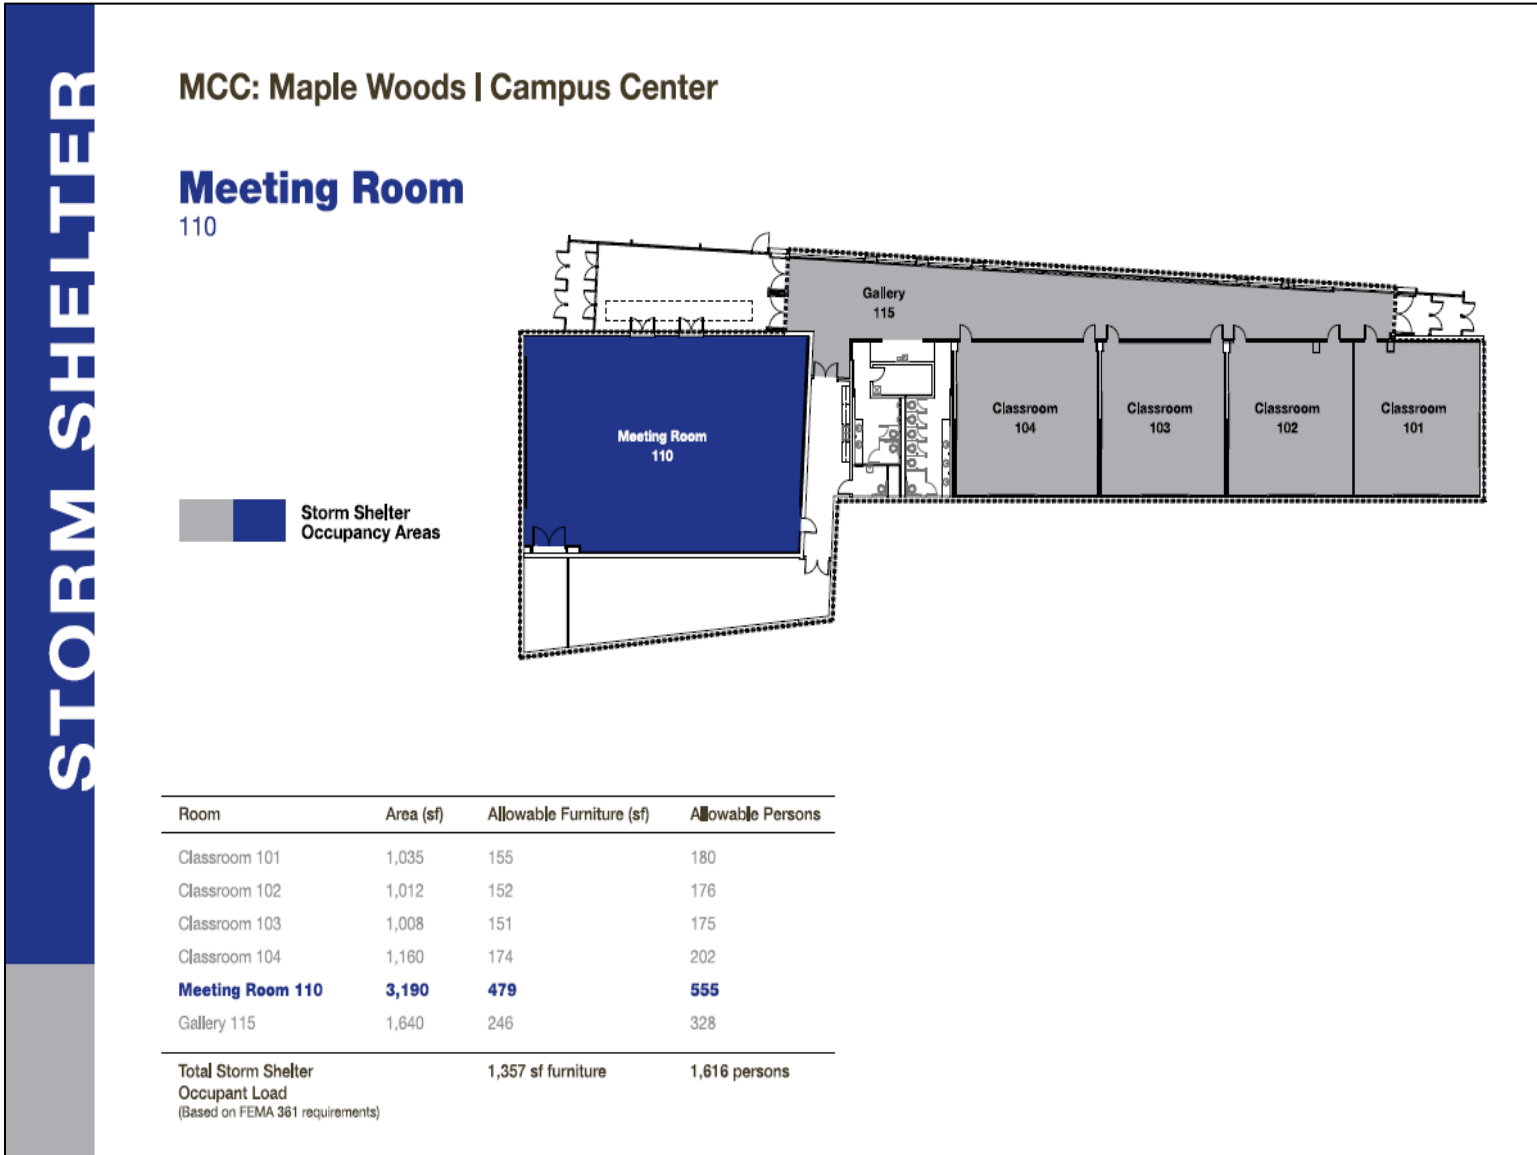 STORM SHELTER
MCC: Maple Woods | Campus Center
Meeting Room
110
Gallery
115
Meeting Room
110
Classroom
104
Classroom
103
Classroom
102
Classroom
101
Storm Shelter
Occupancy Areas
Room Area (sf) Allowable Furniture (sf) Allowable Persons
Classroom 101 1,035 155 180
Classroom 102 1,012 152 176
Classroom 103 1,008 151 175
Classroom 104 1,160 174 202
Meeting Room 110 3,190 479 555
Gallery 115 1,640 246 328
Total Storm Shelter 1,357 sf furniture 1,616 persons
Occupant Load
(Based on FEMA 361 requirements)